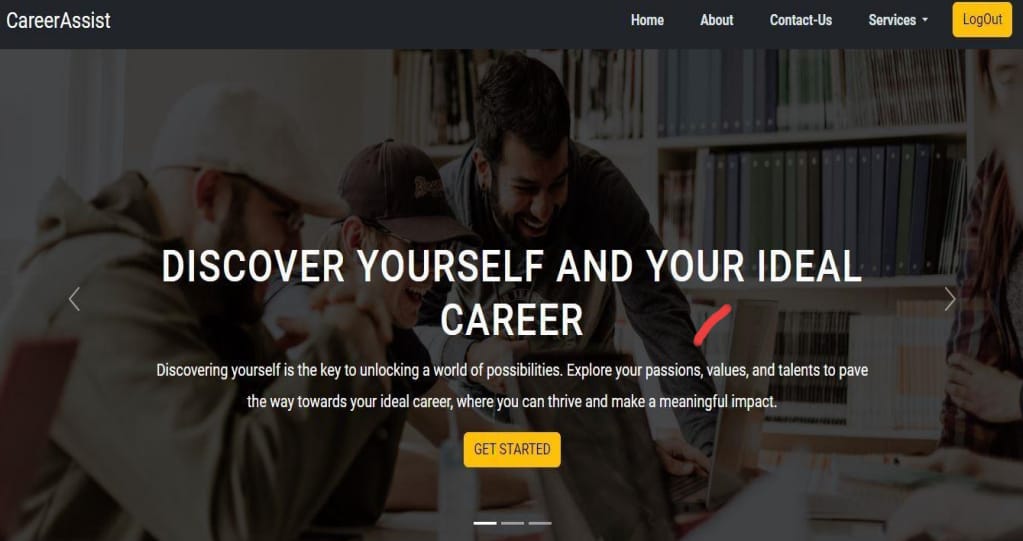 CareerAssist
Home About Contact-Us Services LogOut
DISCOVER YOURSELF AND YOUR IDEAL
CAREER
Discovering yourself is the key to unlocking a world of possibilities. Explore your passions, values, and talents to pave
the way towards your ideal career, where you can thrive and make a meaningful impact.
GET STARTED